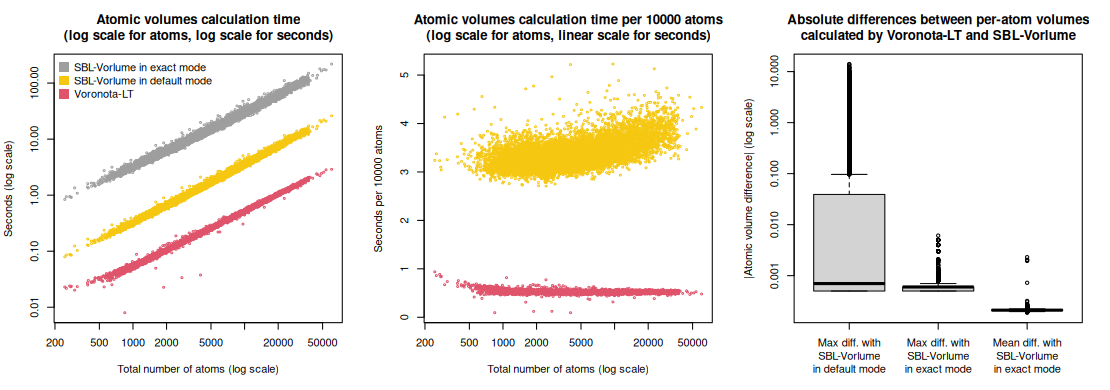 Atomic volumes calculation time
(log scale for atoms, log scale for seconds)
SBL-Vorlume in exact mode
SBL-Vorlume in default mode
Voronota-LT
Seconds (log scale)
100.00
10.00
1.00
0.10
0.01
200
500
1000
2000
5000
20000
50000
Total number of atoms (log scale)
Atomic volumes calculation time per 10000 atoms
(log scale for atoms, linear scale for seconds)
Seconds per 10000 atoms
5
4
3
2
1
0
200
500
1000
2000
5000
20000
50000
Total number of atoms (log scale)
Absolute differences between per-atom volumes
calculated by Voronota-LT and SBL-Vorlume
|Atomic volume difference| (log scale)
10.000
1.000
0.100
0.010
0.001
Max diff. with
SBL-Vorlume
in default mode
Max diff. with
SBL-Vorlume
in exact mode
Mean diff. with
SBL-Vorlume
in exact mode